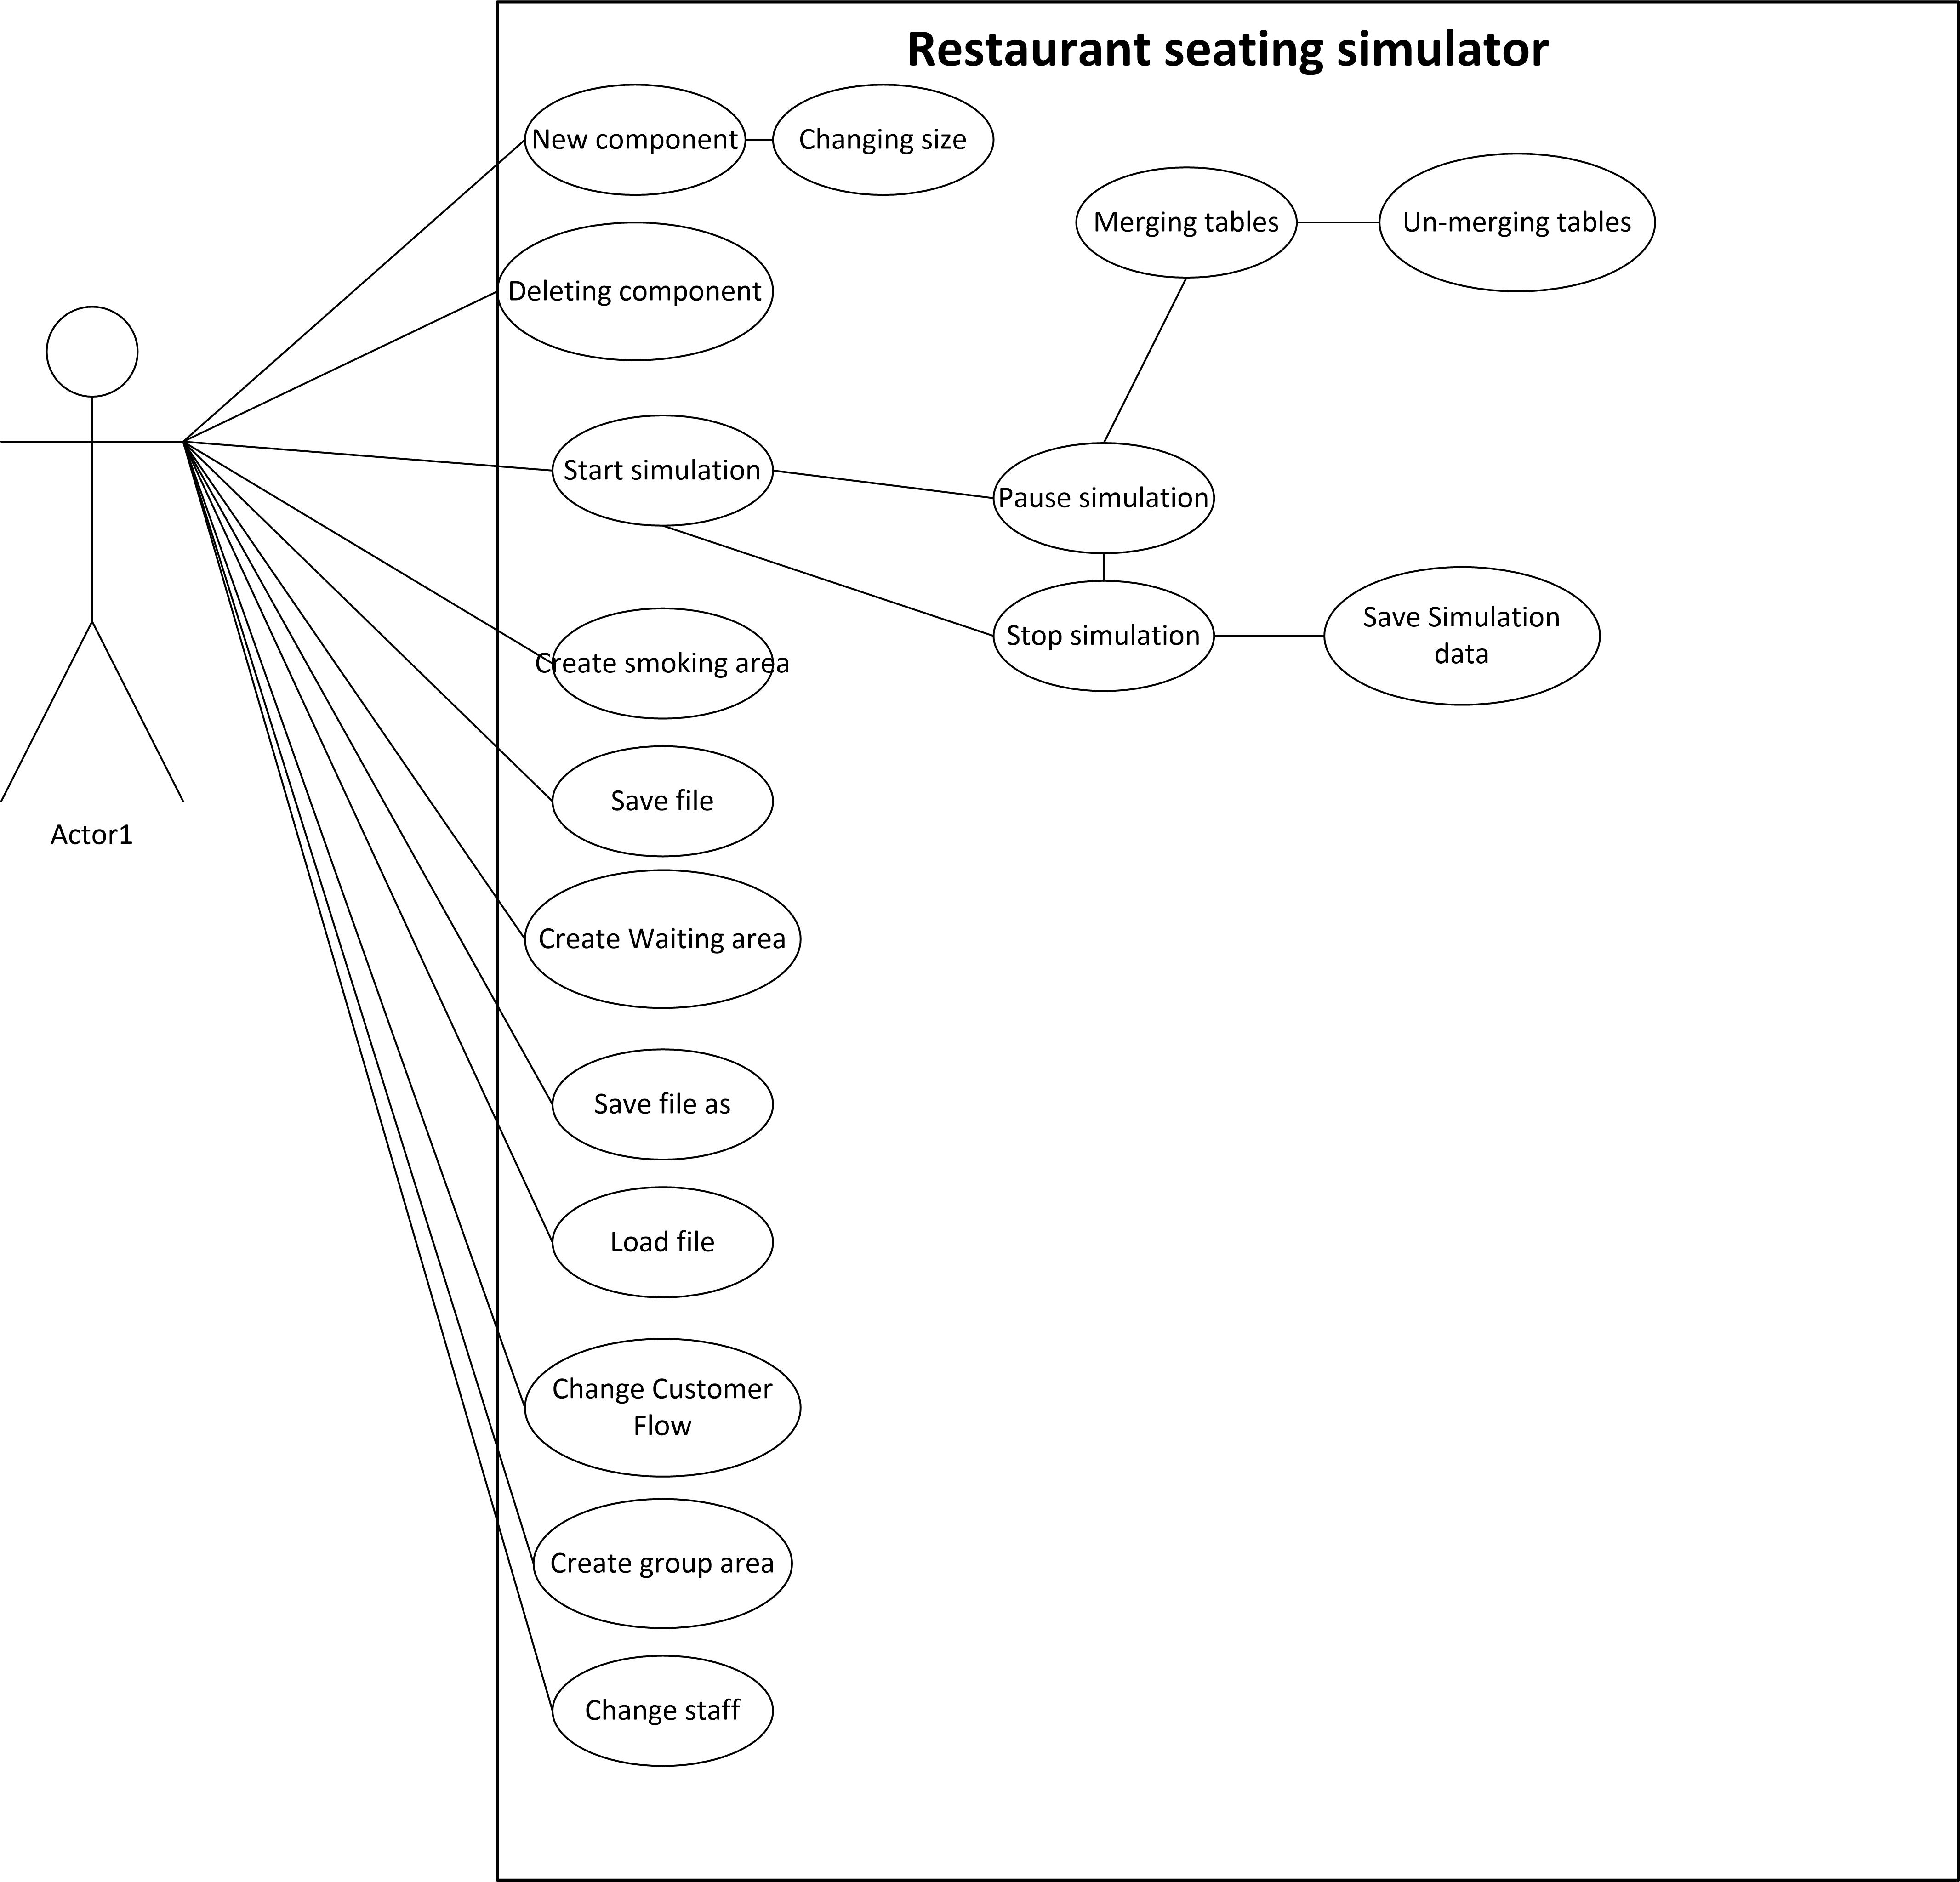 Restaurant seating simulator
New component
Changing size
Merging tables
Un-merging tables
Deleting component
Start simulation
Pause simulation
Stop simulation
Save Simulation
data
Create smoking area
Save file
Actor1
Create Waiting area
Save file as
Load file
Change Customer
Flow
Create group area
Change staff